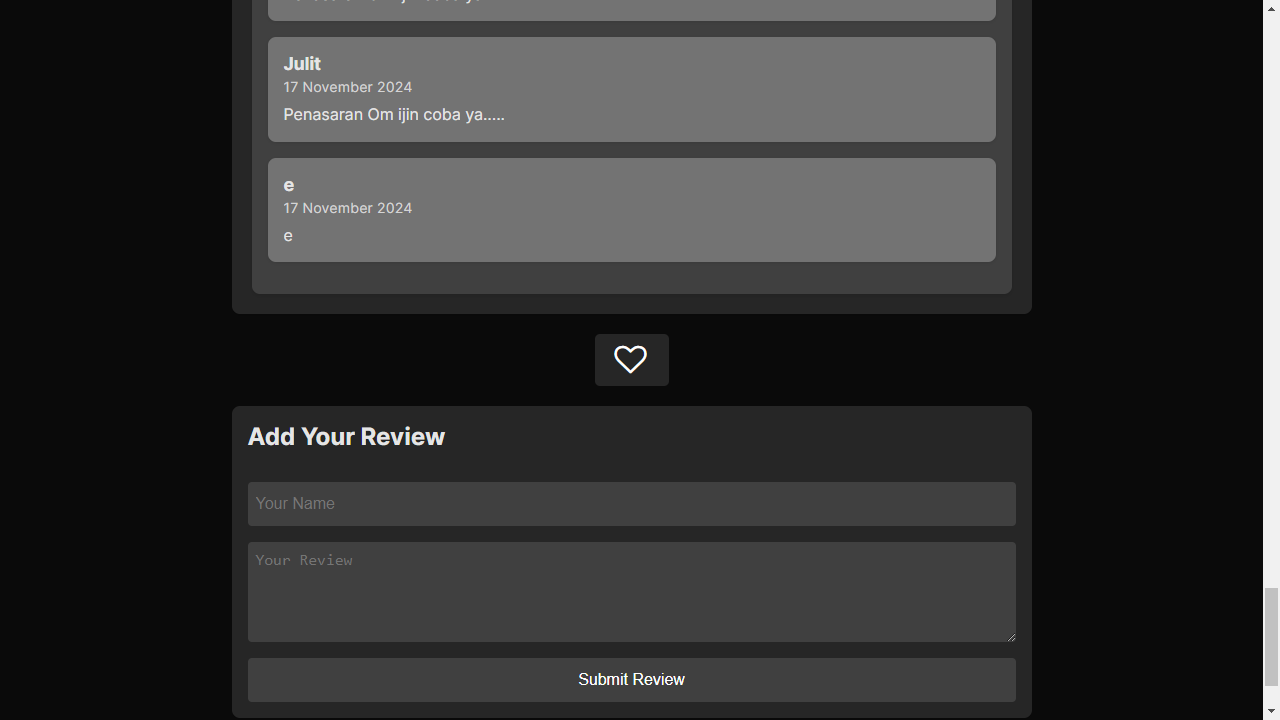 Julit
17 November 2024
Penasaran Om ijin coba ya.....
e
17 November 2024
e
Add Your Review
Your Name
Your Review
Submit Review